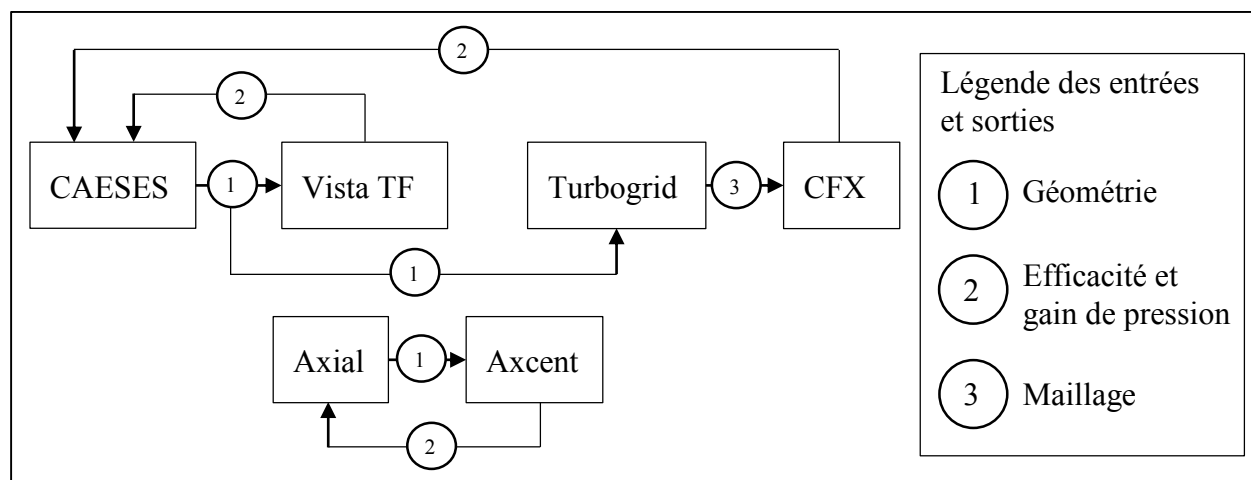 2
2
CAESES
1
Vista TF
Turbogrid
3
CFX
1
Axial
1
Axcent
2
Légende des entrées
et sorties
1
Géométrie
2
Efficacité et
gain de pression
3
Maillage